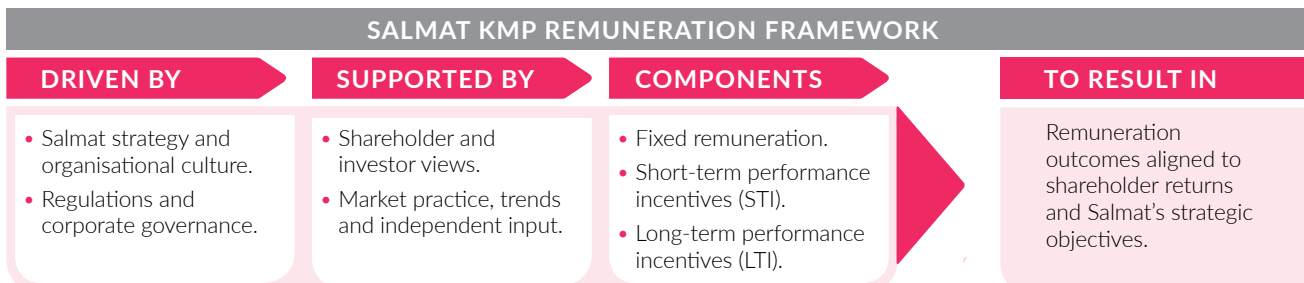 SALMAT KMP REMUNERATION FRAMEWORK
DRIVEN BY
• Salmat strategy and
organisational culture.
• Regulations and
corporate governance.
SUPPORTED BY
• Shareholder and
investor views.
• Market practice, trends
and independent input.
COMPONENTS
• Fixed remuneration.
• Short-term performance
incentives (STI).
• Long-term performance
incentives (LTI).
TO RESULT IN
Remuneration
outcomes aligned to
shareholder returns
and Salmat’s strategic
objectives.